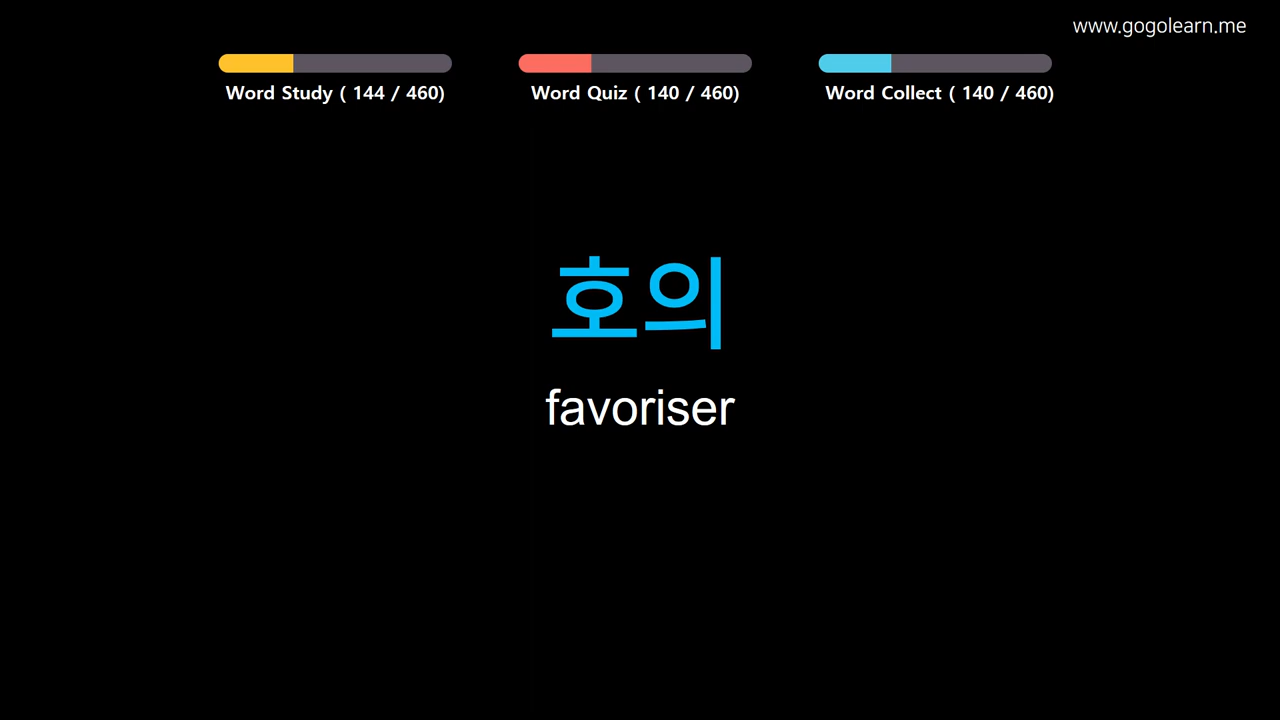 www.gogolearn.me
Word Study ( 144 / 460)
Word Quiz ( 140 / 460)
Word Collect ( 140 / 460)
호의
favoriser